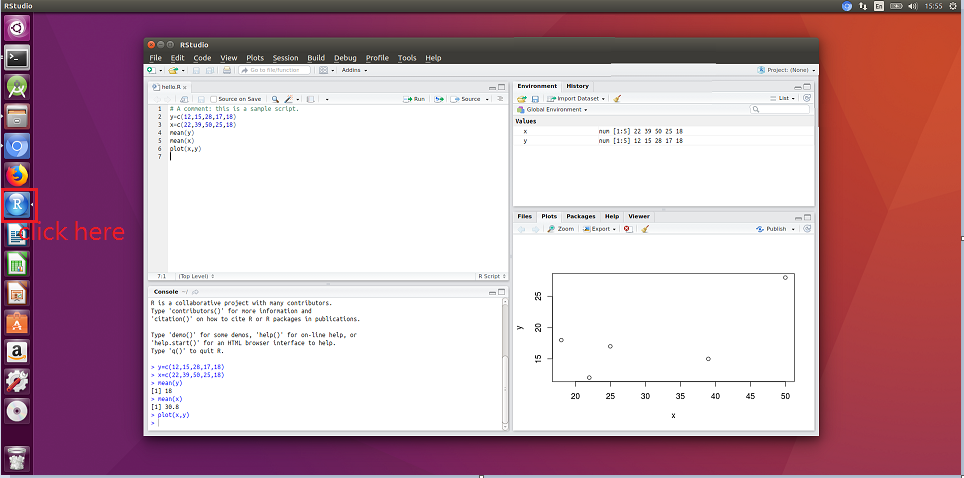 RStudio
En
15:55
RStudio
File Edit Code View Plots Session Build Debug Profile Tools Help
Go to file/function
Addins
Project: (None)
hello.R
Source on Save
Run
Source
1 # A comment: this is a sample script.
2 y=c(12,15,28,17,18)
3 x=c(22,39,50,25,18)
4 mean(y)
5 mean(x)
6 plot(x,y)
7
7:1 (Top Level) R Script
Console ~/
R is a collaborative project with many contributors.
Type 'contributors()' for more information and
'citation()' on how to cite R or R packages in publications.
Type 'demo()' for some demos, 'help()' for on-line help, or
'help.start()' for an HTML browser interface to help.
Type 'q()' to quit R.
> y=c(12,15,28,17,18)
> x=c(22,39,50,25,18)
> mean(y)
[1] 18
> mean(x)
[1] 30.8
> plot(x,y)
>
Environment History
Import Dataset
List
Global Environment
Values
x num [1:5] 22 39 50 25 18
y num [1:5] 12 15 28 17 18
Files Plots Packages Help Viewer
Zoom Export Publish
25
20
15
y
20 25 30 35 40 45 50
x
R
click here
A
a